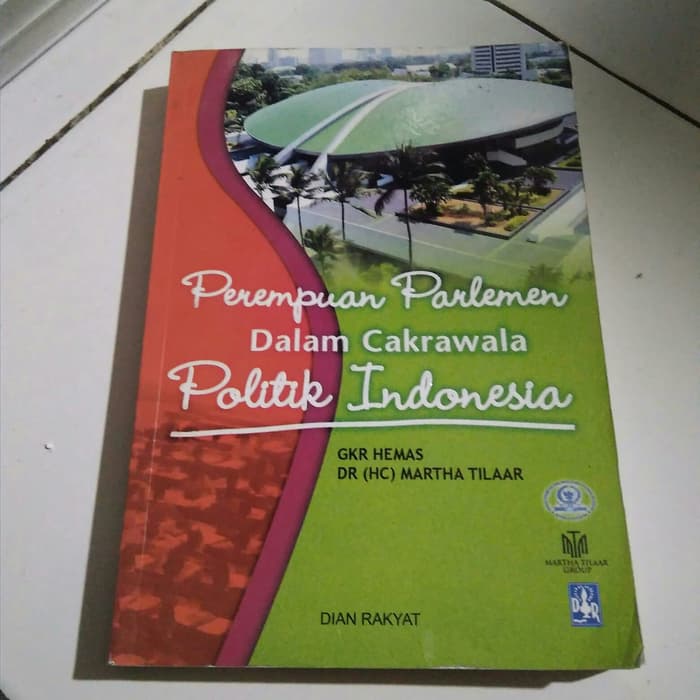 Perempuan Parlemen
Dalam Cakrawala
Politik Indonesia
GKR HEMAS
DR (HC) MARTHA TILAAR
MARTHA TILAAR
GROUP
DIAN RAKYAT
D R